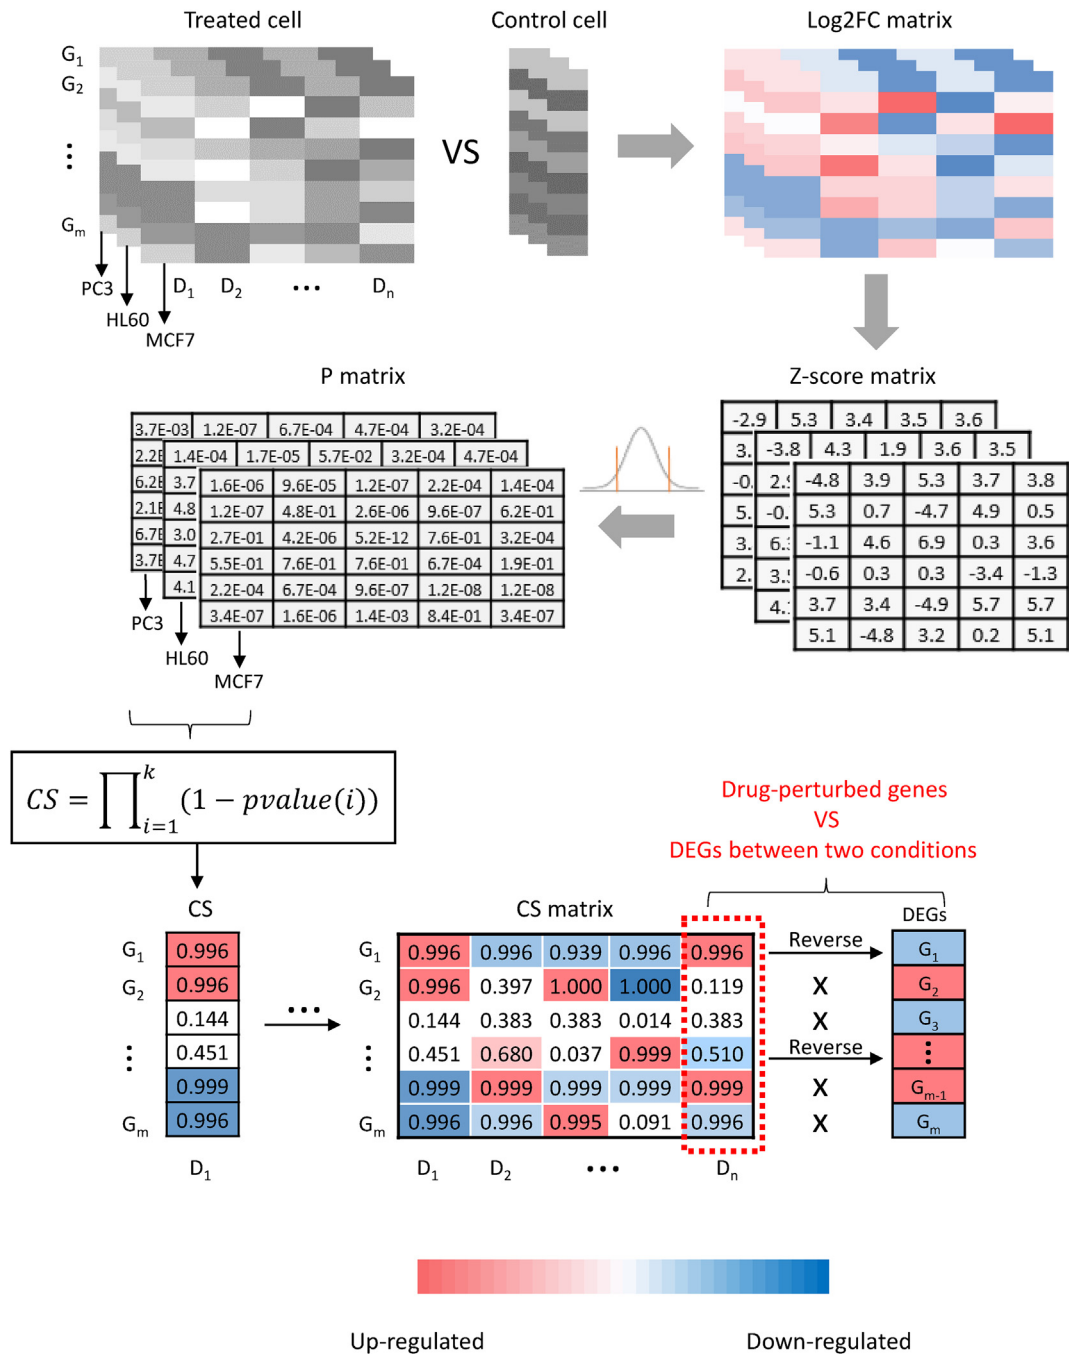 Treated cell
Control cell
Log2FC matrix
G1
G2
⋮
Gm
VS
PC3
HL60
MCF7
D1 D2 ••• Dn
P matrix
Z-score matrix
3.7E-03 1.2E-07 6.7E-04 4.7E-04 3.2E-04
1.4E-04 1.7E-05 5.7E-02 3.2E-04 4.7E-04
1.6E-06 9.6E-05 1.2E-07 2.2E-04 1.4E-04
1.2E-07 4.8E-01 2.6E-06 9.6E-07 6.2E-01
2.7E-01 4.2E-06 5.2E-12 7.6E-01 3.2E-04
5.5E-01 7.6E-01 7.6E-01 6.7E-04 1.9E-01
2.2E-04 6.7E-04 9.6E-07 1.2E-08 1.2E-08
3.4E-07 1.6E-06 1.4E-03 8.4E-01 3.4E-07
-2.9 5.3 3.4 3.5 3.6
-3.8 4.3 1.9 3.6 3.5
-4.8 3.9 5.3 3.7 3.8
5.3 0.7 -4.7 4.9 0.5
-1.1 4.6 6.9 0.3 3.6
-0.6 0.3 0.3 -3.4 -1.3
3.7 3.4 -4.9 5.7 5.7
5.1 -4.8 3.2 0.2 5.1
PC3
HL60
MCF7
CS = ∏ i=1 k (1 − pvalue(i))
Drug-perturbed genes
VS
DEGs between two conditions
CS
CS matrix
DEGs
G1 0.996
G2 0.996
0.144
⋮ 0.451
0.999
Gm 0.996
D1
•••
G1 0.996 0.996 0.939 0.996 0.996 Reverse G1
G2 0.996 0.397 1.000 1.000 0.119 X G2
0.144 0.383 0.383 0.014 0.383 X G3
⋮ 0.451 0.680 0.037 0.999 0.510 Reverse ⋮
0.999 0.999 0.999 0.999 0.999 X Gm-1
Gm 0.996 0.996 0.995 0.091 0.996 X Gm
D1 D2 ••• Dn
Up-regulated
Down-regulated